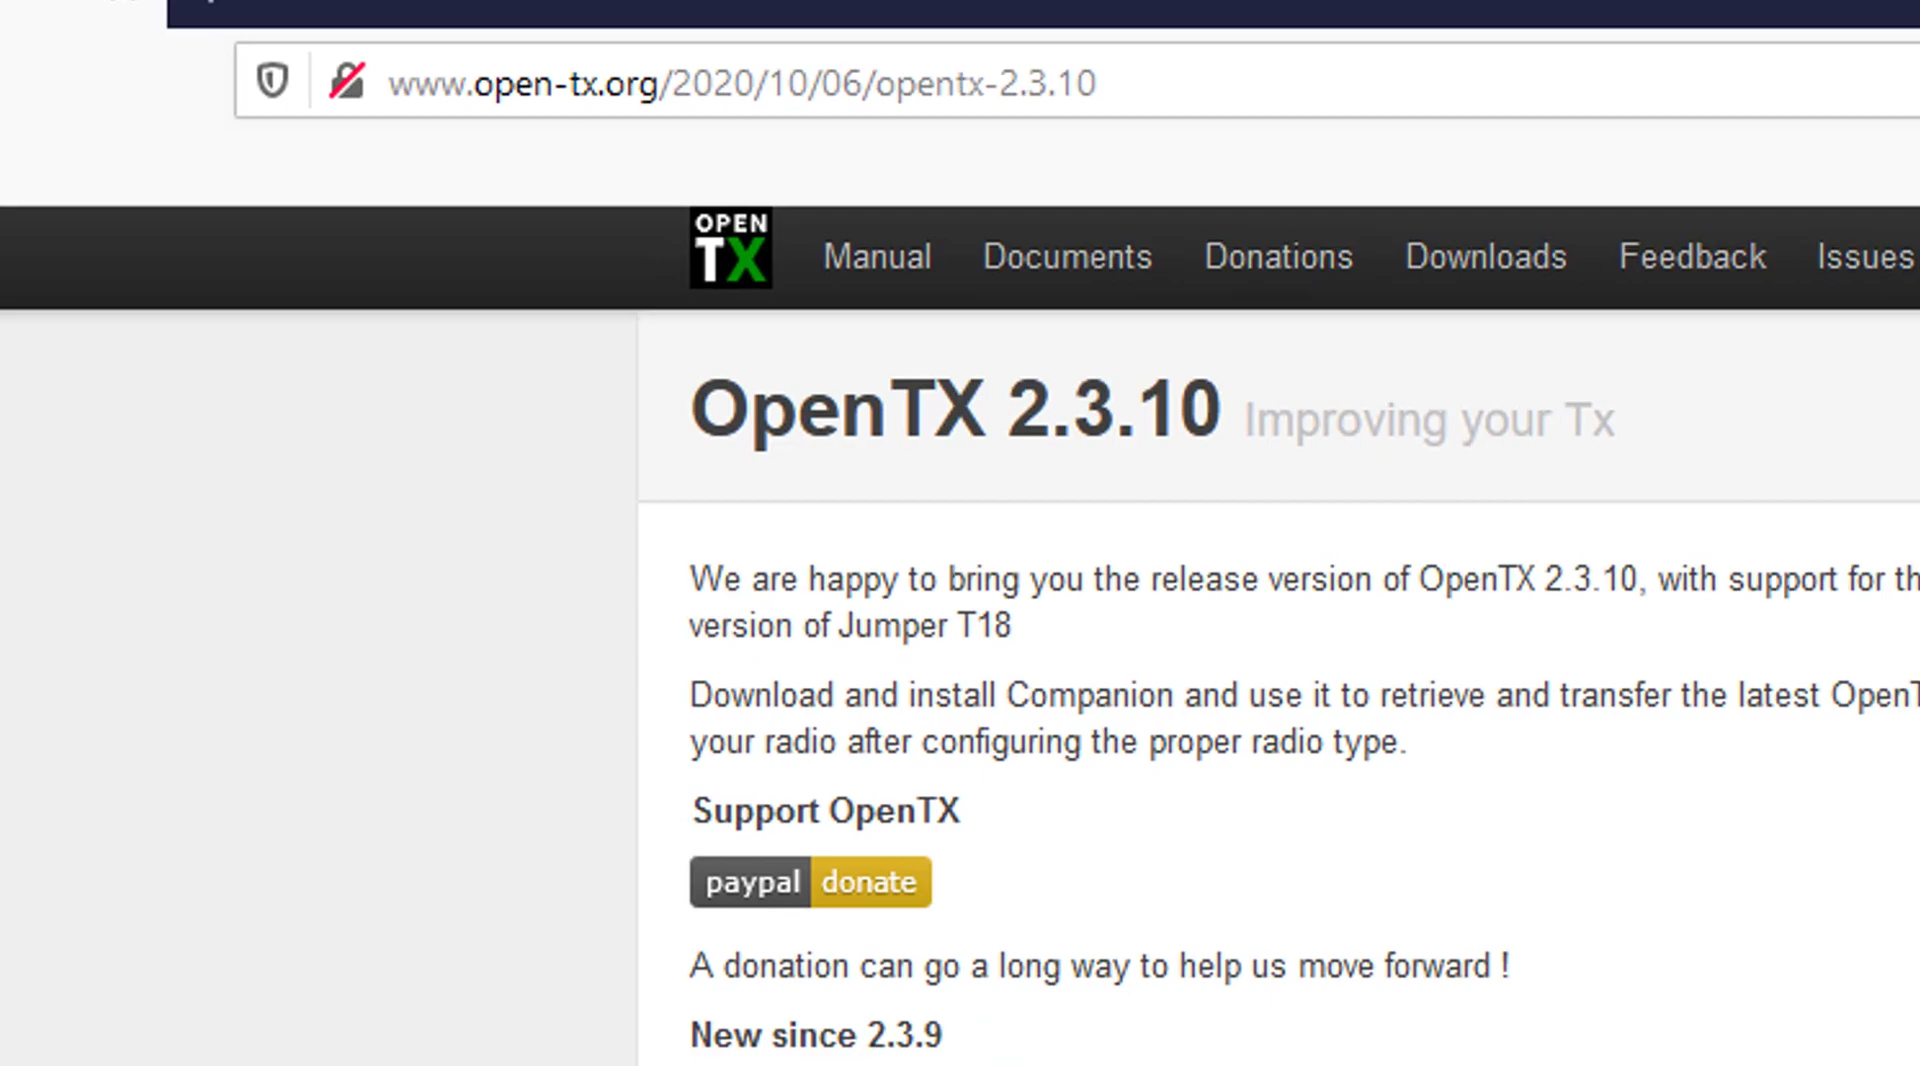 www.open-tx.org/2020/10/06/opentx-2.3.10
OPEN
TX
Manual Documents Donations Downloads Feedback Issues
OpenTX 2.3.10 Improving your Tx
We are happy to bring you the release version of OpenTX 2.3.10, with support for
version of Jumper T18
Download and install Companion and use it to retrieve and transfer the latest
your radio after configuring the proper radio type.
Support OpenTX
paypal donate
A donation can go a long way to help us move forward !
New since 2.3.9